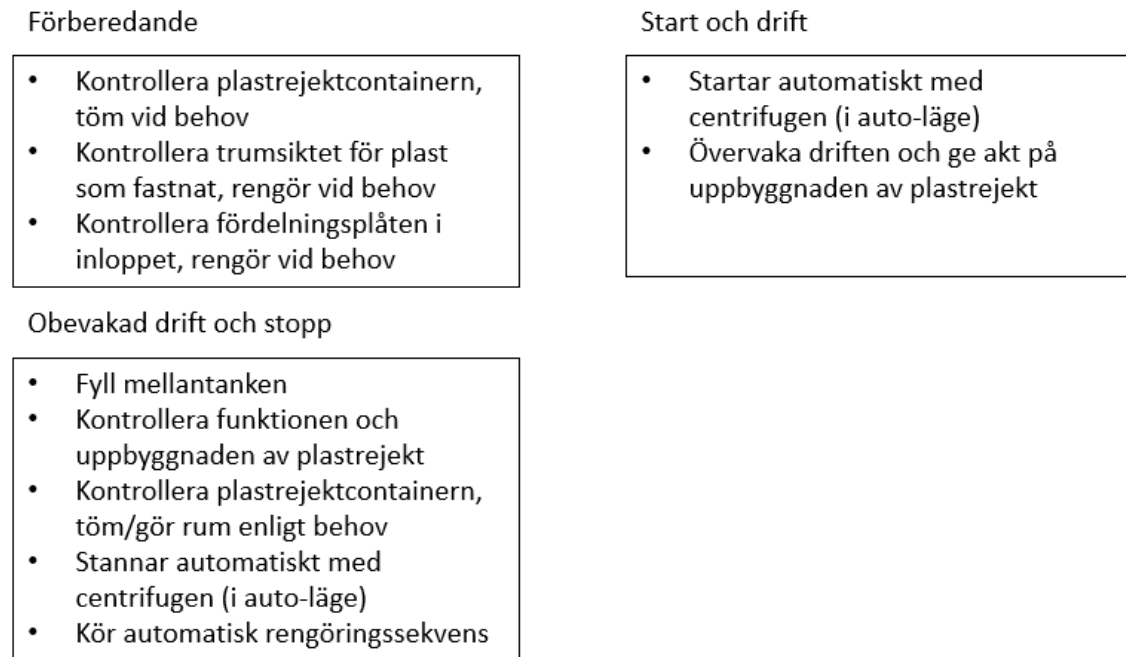 Förberedande
• Kontrollera plastrejektcontainern,
töm vid behov
• Kontrollera trumsiktet för plast
som fastnat, rengör vid behov
• Kontrollera fördelningsplåten i
inloppet, rengör vid behov
Start och drift
• Startar automatiskt med
centrifugen (i auto-läge)
• Övervaka driften och ge akt på
uppbyggnaden av plastrejekt
Obevakad drift och stopp
• Fyll mellantanken
• Kontrollera funktionen och
uppbyggnaden av plastrejekt
• Kontrollera plastrejektcontainern,
töm/gör rum enligt behov
• Stannar automatiskt med
centrifugen (i auto-läge)
• Kör automatisk rengöringssekvens